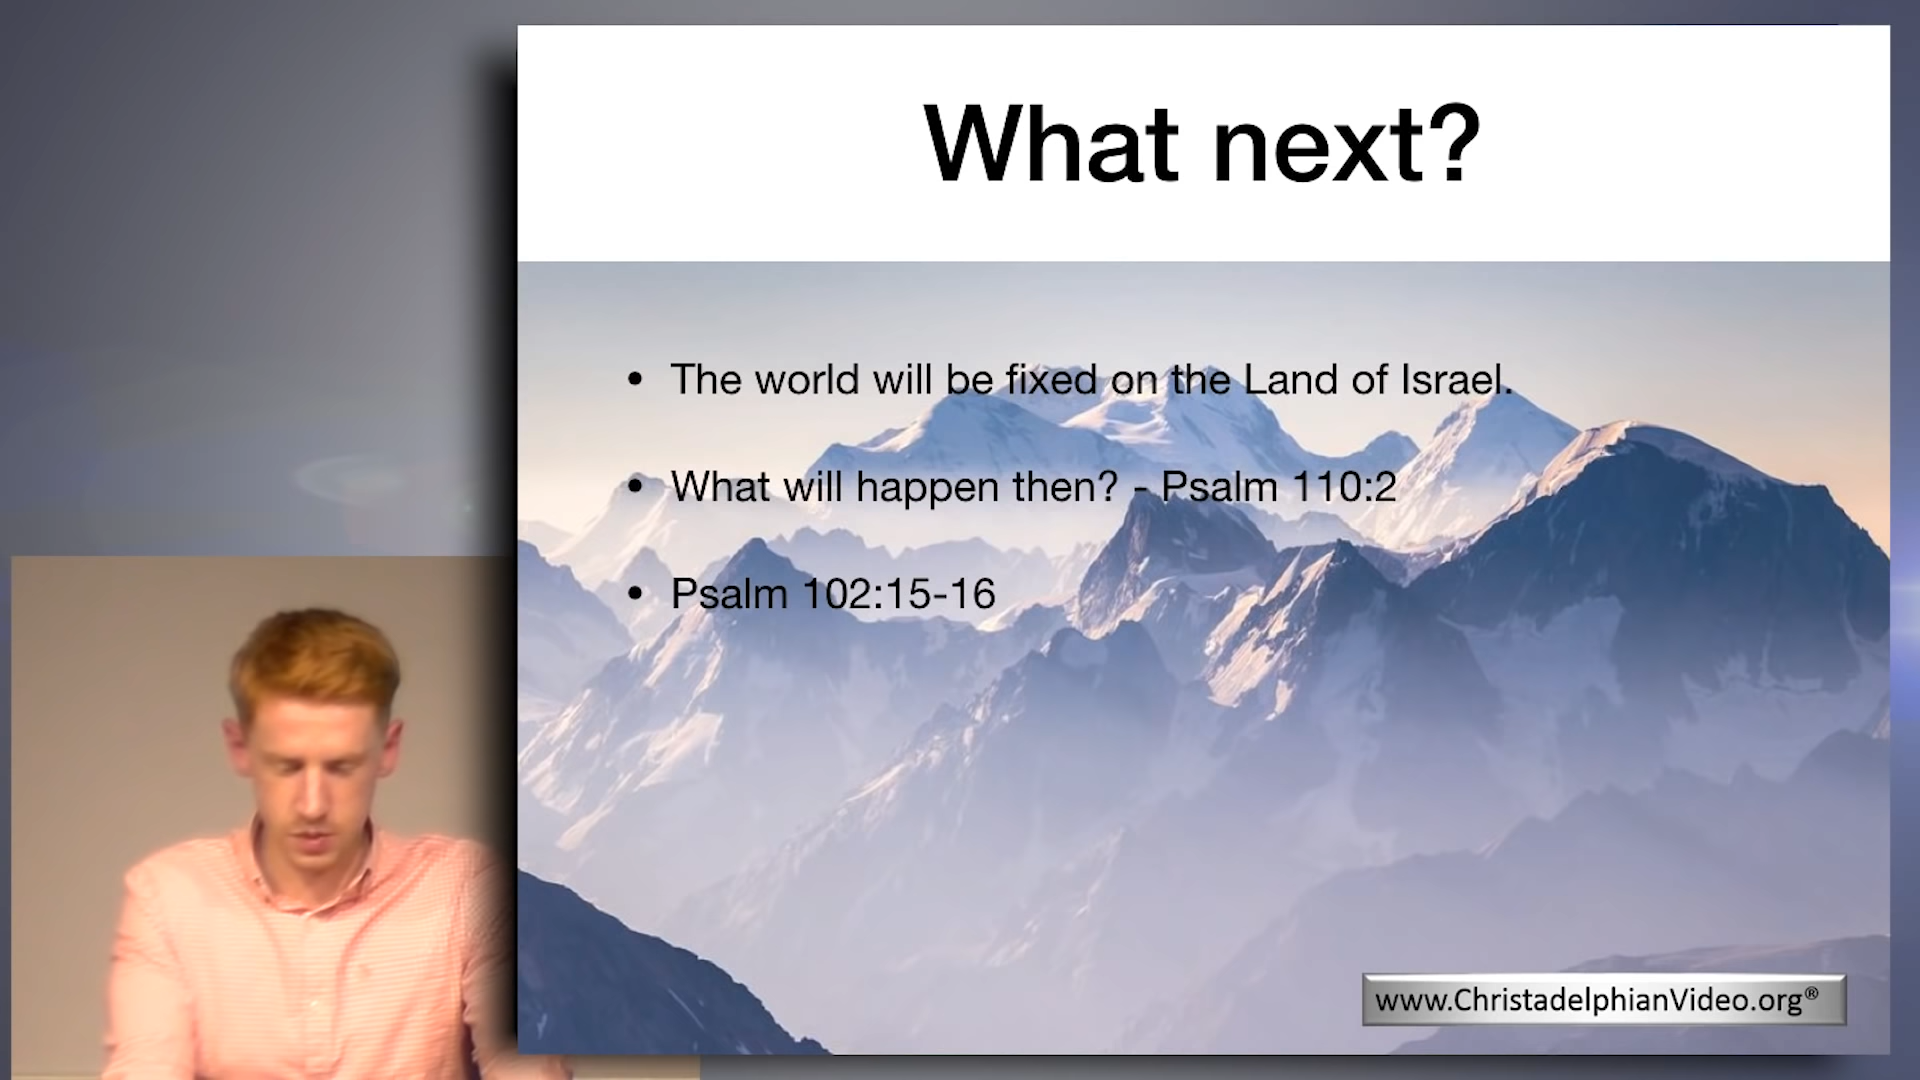 What next?
• The world will be fixed on the Land of Israel.
• What will happen then? - Psalm 110:2
• Psalm 102:15-16
www.ChristadelphianVideo.org®